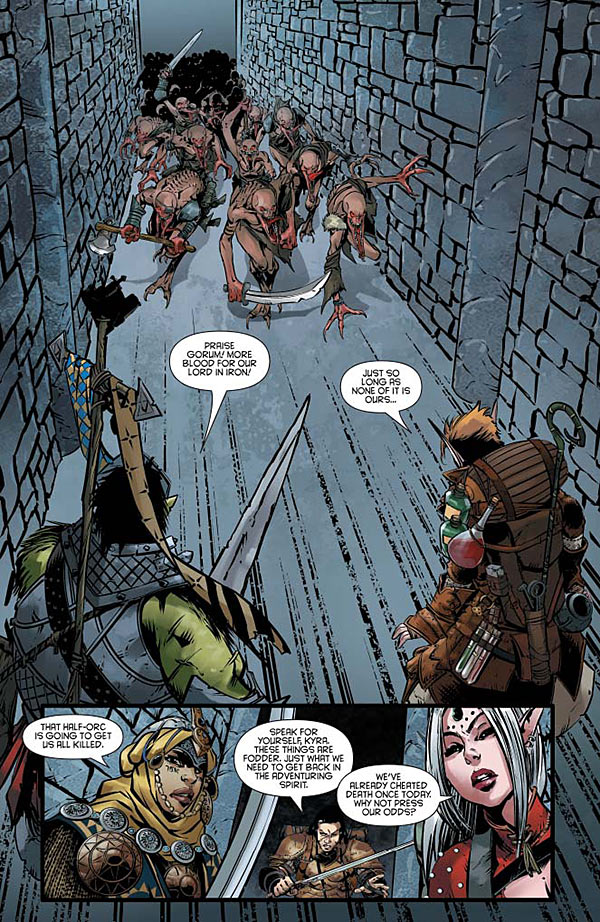 PRAISE
GORUM! MORE
BLOOD FOR OUR
LORD IN IRON!
JUST SO
LONG AS
NONE OF IT IS
OURS...
THAT HALF-ORC
IS GOING TO GET
US ALL KILLED.
SPEAK FOR
YOURSELF, KYRA.
THESE THINGS ARE
FODDER. JUST WHAT WE
NEED TO GET BACK IN
THE ADVENTURING
SPIRIT.
WE'VE
ALREADY CHEATED
DEATH ONCE TODAY.
WHY NOT PRESS
OUR ODDS?